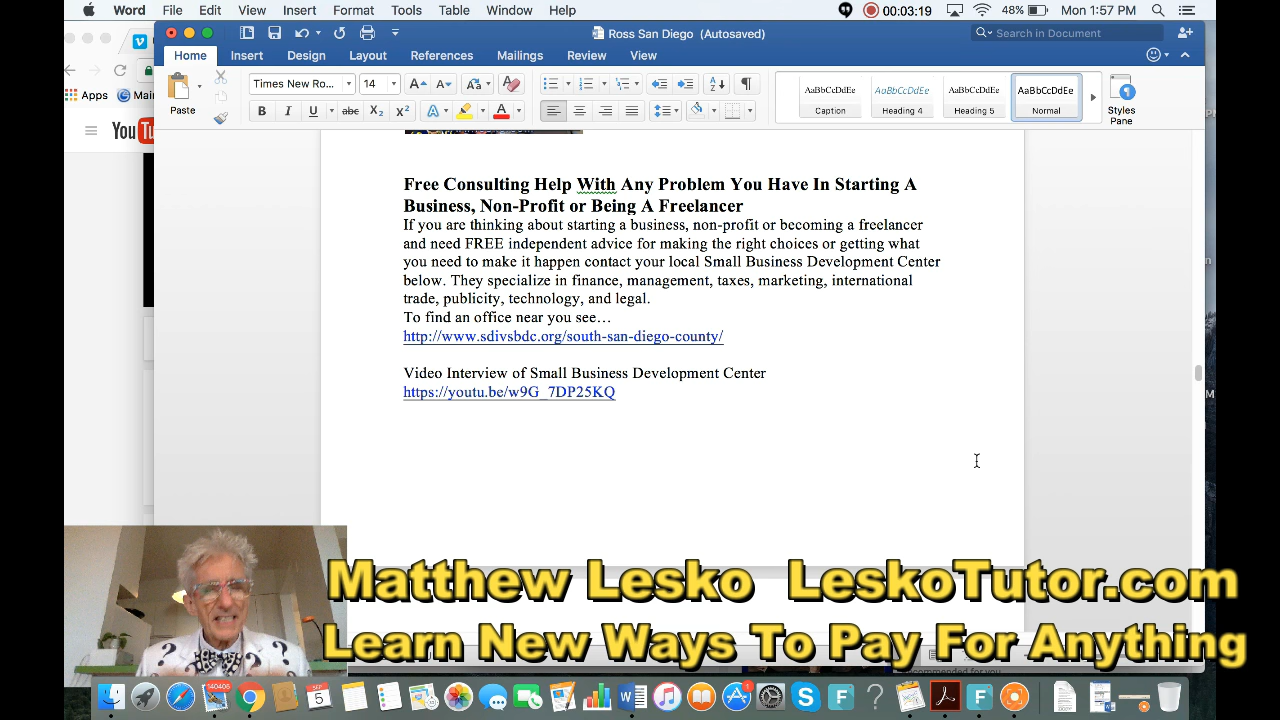 Word File Edit View Insert Format Tools Table Window Help 00:03:19 48% Mon 1:57 PM
Ross San Diego (Autosaved)
Search in Document
Home Insert Design Layout References Mailings Review View
Times New Ro... 14
Paste
B I U abc X₂ X² A A
AaBbCcDdEe AaBbCcDdEe AaBbCcDdEe AaBbCcDdEe
Caption Heading 4 Heading 5 Normal
Styles
Pane
Apps
You
Free Consulting Help With Any Problem You Have In Starting A
Business, Non-Profit or Being A Freelancer
If you are thinking about starting a business, non-profit or becoming a freelancer
and need FREE independent advice for making the right choices or getting what
you need to make it happen contact your local Small Business Development Center
below. They specialize in finance, management, taxes, marketing, international
trade, publicity, technology, and legal.
To find an office near you see…
http://www.sdivsbdc.org/south-san-diego-county/
Video Interview of Small Business Development Center
https://youtu.be/w9G_7DP25KQ
Matthew Lesko LeskoTutor.com
Learn New Ways To Pay For Anything